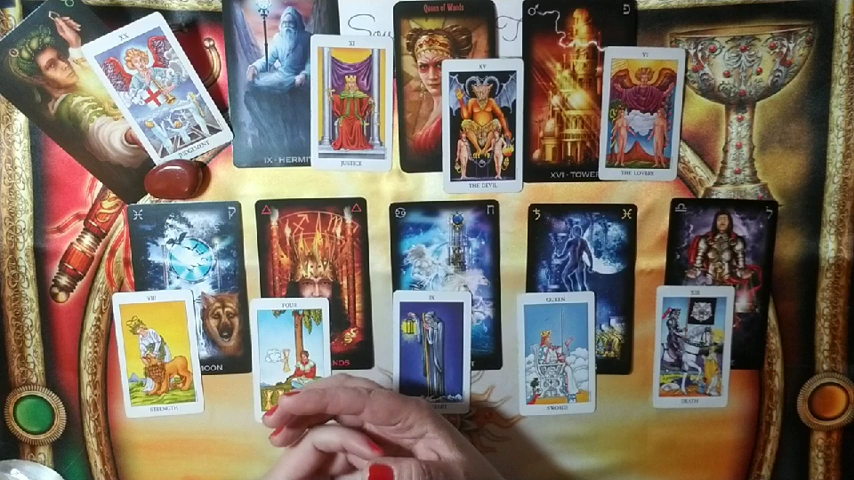 Queen of Wands
XX
JUDGMENT
IX · HERMIT
XI
JUSTICE
XV
THE DEVIL
XVI · TOWER
VI
THE LOVERS
MOON
VIII
STRENGTH
FOUR
NDS
IX
QUEEN
SWORDS
XIII
DEATH